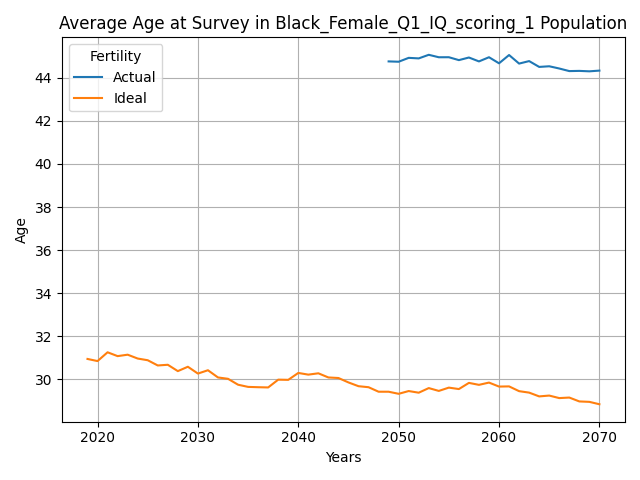 Average Age at Survey in Black_Female_Q1_IQ_scoring_1 Population
Fertility
Actual
Ideal
44
42
40
38
36
34
32
30
Age
2020
2030
2040
2050
2060
2070
Years